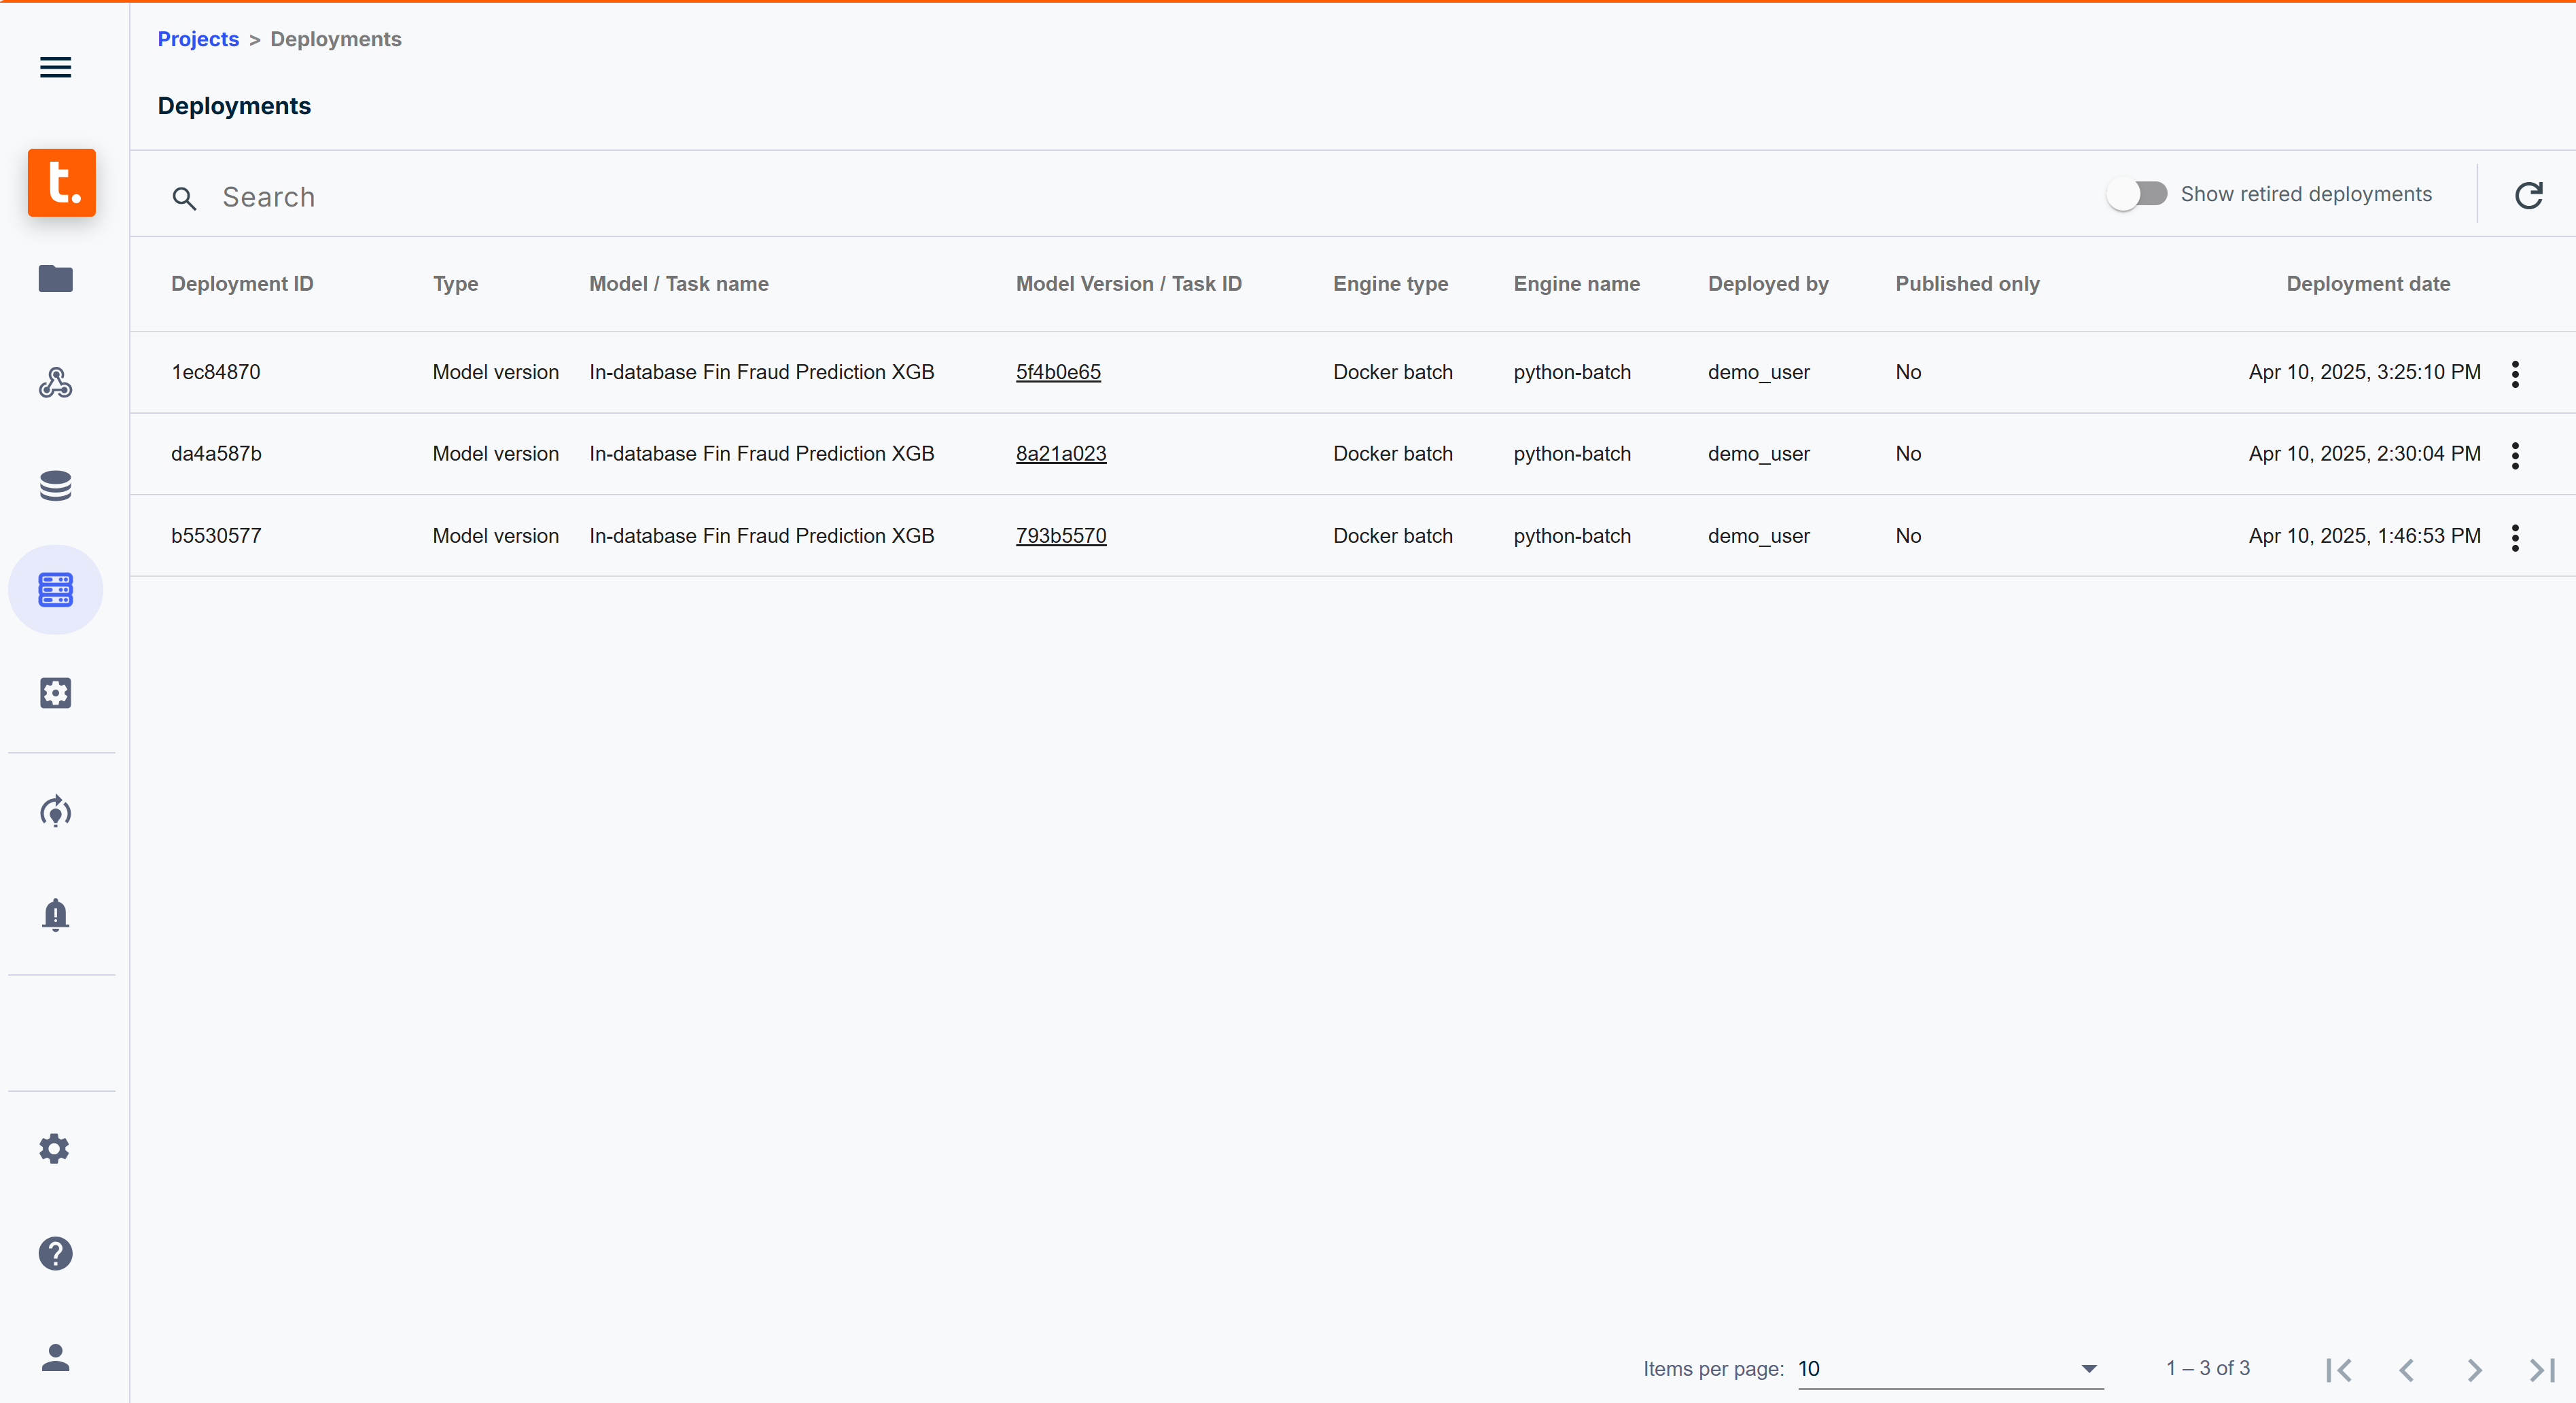 Projects > Deployments
Deployments
t.
Search
Show retired deployments
Deployment ID Type Model / Task name Model Version / Task ID Engine type Engine name Deployed by Published only Deployment date
1ec84870 Model version In-database Fin Fraud Prediction XGB 5f4b0e65 Docker batch python-batch demo_user No Apr 10, 2025, 3:25:10 PM
da4a587b Model version In-database Fin Fraud Prediction XGB 8a21a023 Docker batch python-batch demo_user No Apr 10, 2025, 2:30:04 PM
b5530577 Model version In-database Fin Fraud Prediction XGB 793b5570 Docker batch python-batch demo_user No Apr 10, 2025, 1:46:53 PM
Items per page: 10 1 – 3 of 3